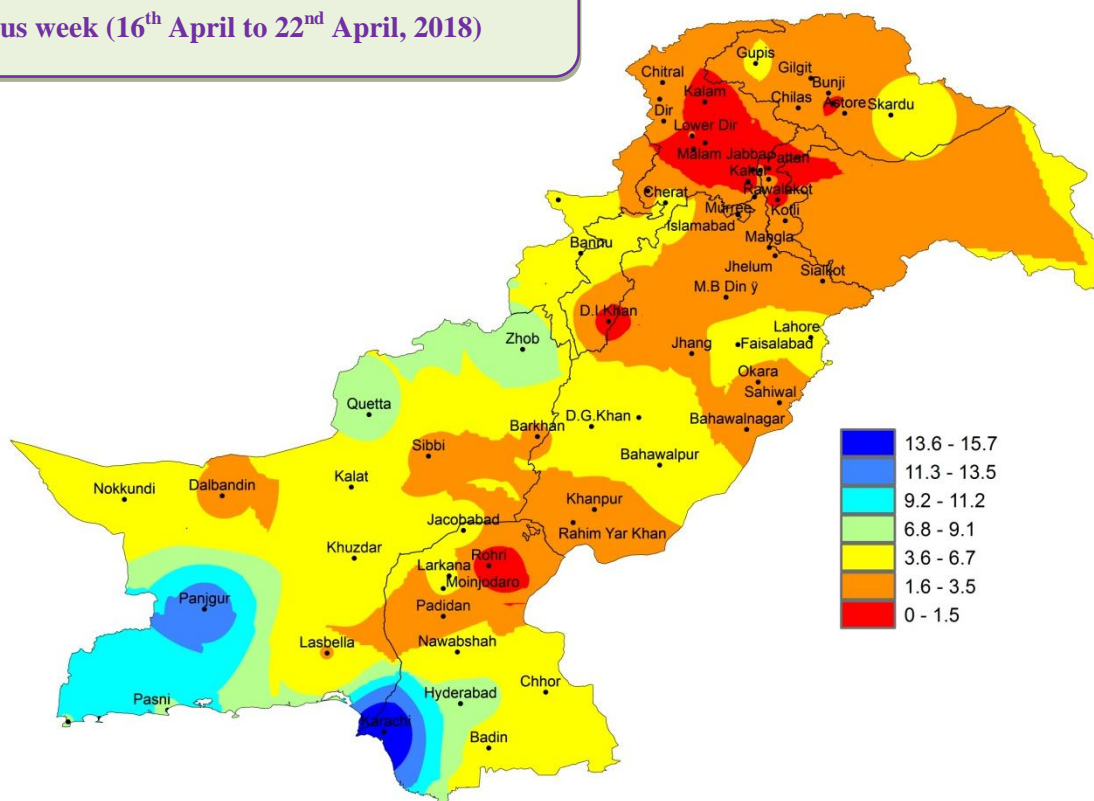 us week (16th April to 22nd April, 2018)
Gupis
Gilgit
Chitral
Bunji
Kalam
Chilas
Astore
Skardu
Dir
Lower Dir
Malam Jabbap
Pattan
Kakul
Cherat
Rawalakot
Murree
Kotli
Islamabad
Bannu
Mangla
Jhelum
Sialkot
M.B Din ÿ
D.I.Khan
Zhob
Lahore
Jhang
Faisalabad
Okara
Sahiwal
Quetta
D.G.Khan
Bahawalnagar
Barkhan
Sibbi
Bahawalpur
Kalat
Nokkundi
Dalbandin
Khanpur
Jacobabad
Rahim Yar Khan
Khuzdar
Rohri
Larkana
Moinjodaro
Panjgur
Padidan
Lasbella
Nawabshah
Pasni
Hyderabad
Chhor
Karachi
Badin
13.6 - 15.7
11.3 - 13.5
9.2 - 11.2
6.8 - 9.1
3.6 - 6.7
1.6 - 3.5
0 - 1.5